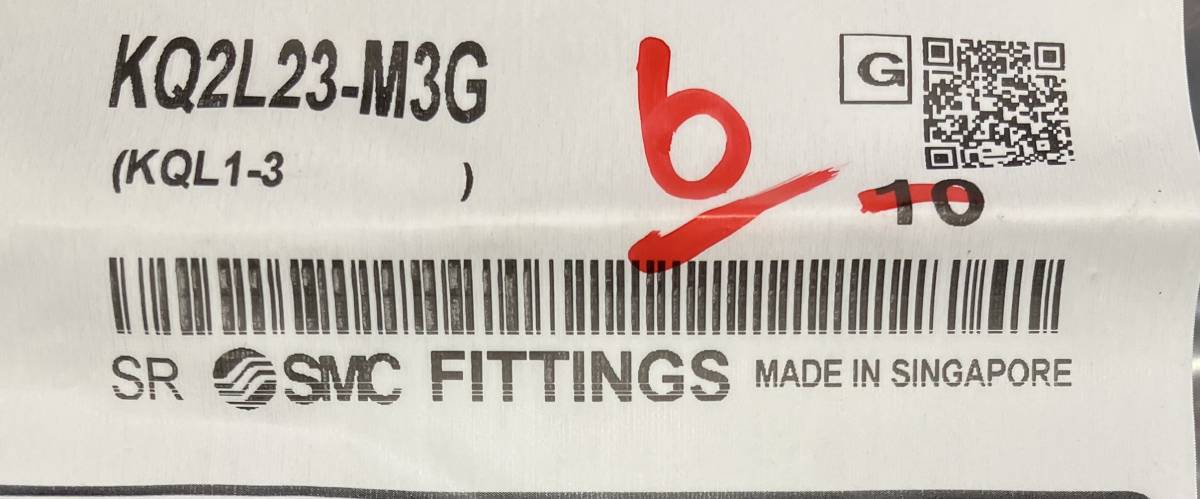 KQ2L23-M3G
(KQL1-3 )
6
G
10
SR SMC FITTINGS MADE IN SINGAPORE